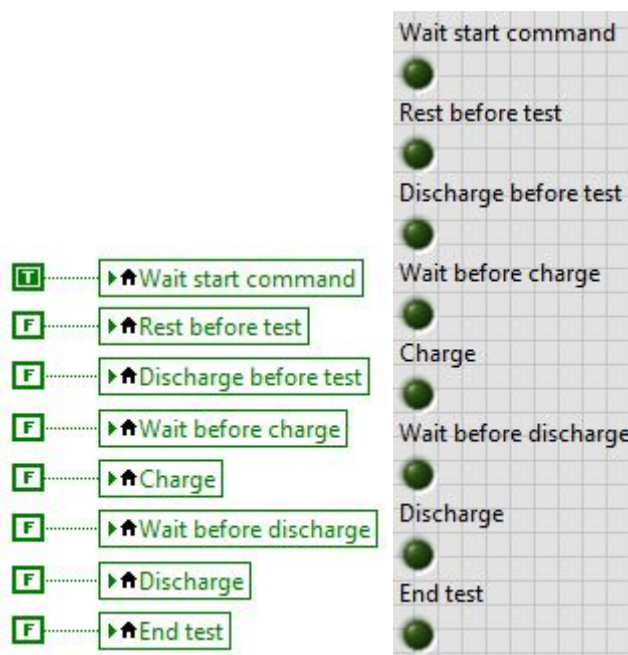 Wait start command
Rest before test
Discharge before test
Wait before charge
Charge
Wait before discharge
Discharge
End test
T Wait start command
F Rest before test
F Discharge before test
F Wait before charge
F Charge
F Wait before discharge
F Discharge
F End test